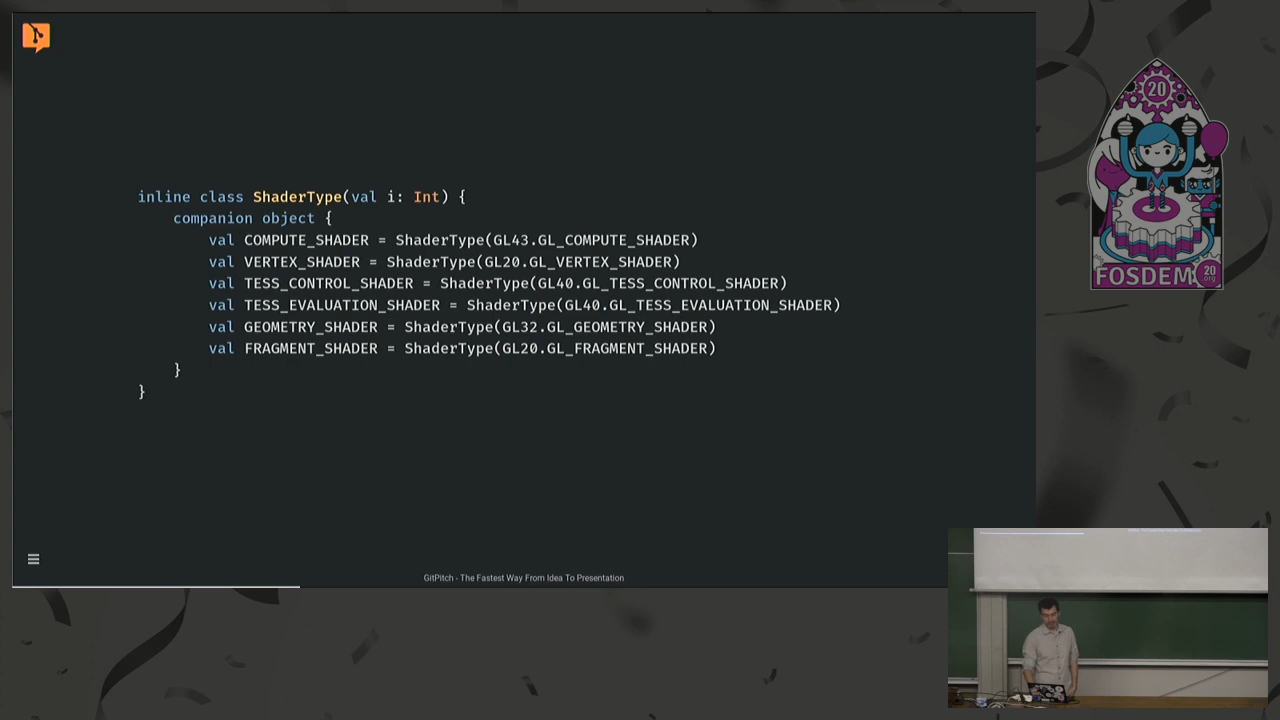 inline class ShaderType(val i: Int) {
    companion object {
        val COMPUTE_SHADER = ShaderType(GL43.GL_COMPUTE_SHADER)
        val VERTEX_SHADER = ShaderType(GL20.GL_VERTEX_SHADER)
        val TESS_CONTROL_SHADER = ShaderType(GL40.GL_TESS_CONTROL_SHADER)
        val TESS_EVALUATION_SHADER = ShaderType(GL40.GL_TESS_EVALUATION_SHADER)
        val GEOMETRY_SHADER = ShaderType(GL32.GL_GEOMETRY_SHADER)
        val FRAGMENT_SHADER = ShaderType(GL20.GL_FRAGMENT_SHADER)
    }
}
GitPitch - The Fastest Way From Idea To Presentation
20
FOSDEM
20
.org